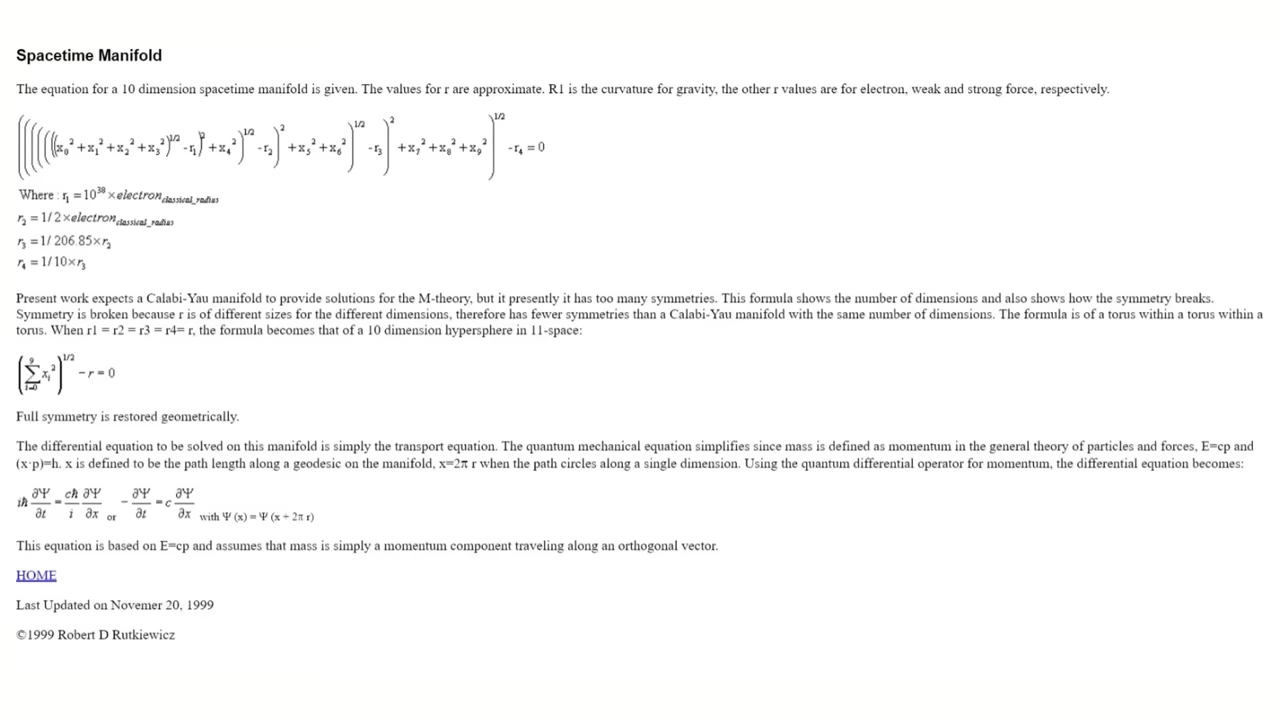 Spacetime Manifold
The equation for a 10 dimension spacetime manifold is given. The values for r are approximate. R1 is the curvature for gravity, the other r values are for electron, weak and strong force, respectively.
((((((((x₀² + x₁² + x₂² + x₃²)^1/2 - r₁)² + x₄²)^1/2 - r₂)² + x₅² + x₆²)^1/2 - r₃)² + x₇² + x₈² + x₉²)^1/2 - r₄ = 0
Where : r₁ = 10³⁸ × electron_classical_radius
r₂ = 1/2 × electron_classical_radius
r₃ = 1/206.85 × r₂
r₄ = 1/10 × r₃
Present work expects a Calabi-Yau manifold to provide solutions for the M-theory, but it presently it has too many symmetries. This formula shows the number of dimensions and also shows how the symmetry breaks.
Symmetry is broken because r is of different sizes for the different dimensions, therefore has fewer symmetries than a Calabi-Yau manifold with the same number of dimensions. The formula is of a torus within a torus within a
torus. When r1 = r2 = r3 = r4= r, the formula becomes that of a 10 dimension hypersphere in 11-space:
(∑_{i=0}^{9} x_i²)^1/2 - r = 0
Full symmetry is restored geometrically.
The differential equation to be solved on this manifold is simply the transport equation. The quantum mechanical equation simplifies since mass is defined as momentum in the general theory of particles and forces, E=cp and
(x·p)=h. x is defined to be the path length along a geodesic on the manifold, x=2π r when the path circles along a single dimension. Using the quantum differential operator for momentum, the differential equation becomes:
iħ ∂Ψ/∂t = cħ/i ∂Ψ/∂x or - ∂Ψ/∂t = c ∂Ψ/∂x with Ψ (x) = Ψ (x + 2π r)
This equation is based on E=cp and assumes that mass is simply a momentum component traveling along an orthogonal vector.
HOME
Last Updated on Novemer 20, 1999
©1999 Robert D Rutkiewicz